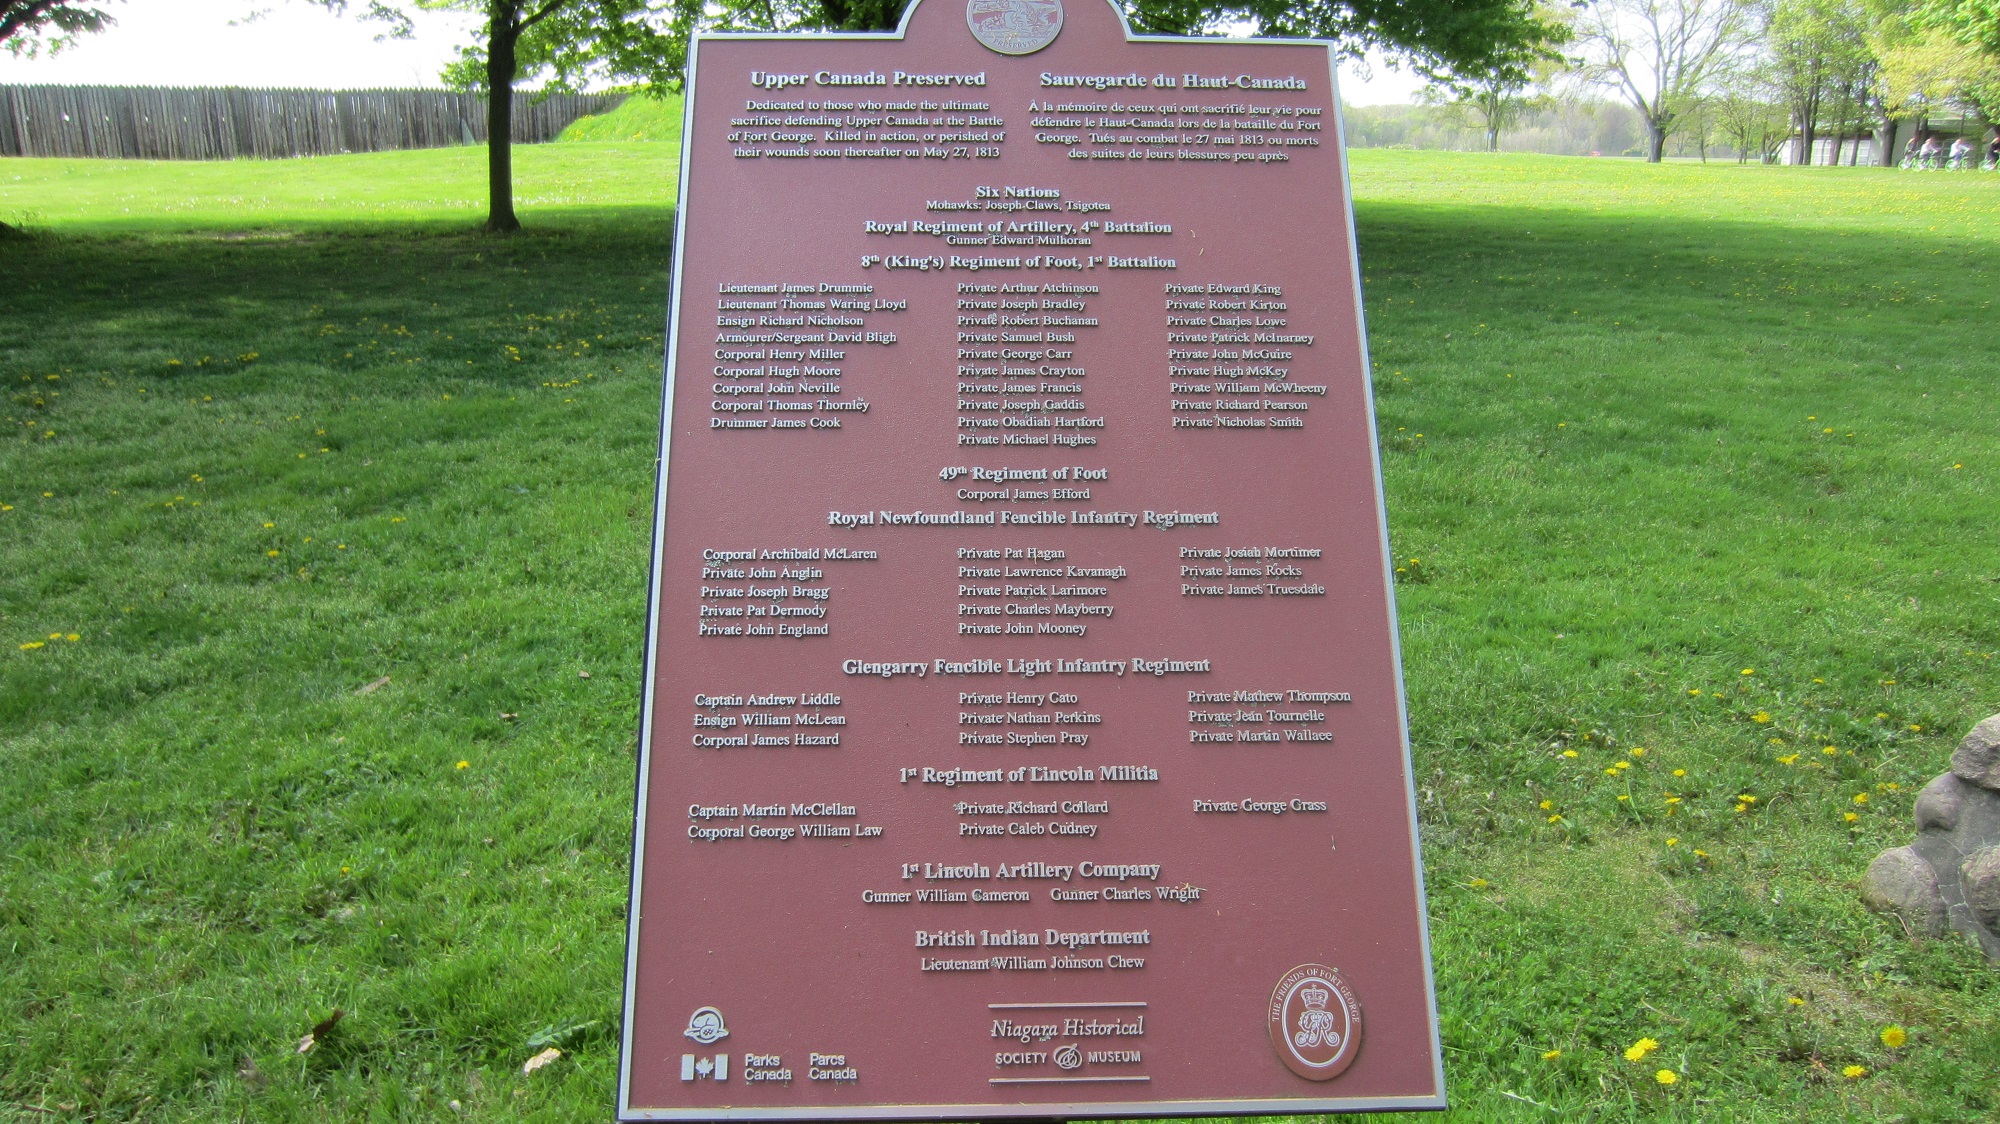 PRESERVED
Upper Canada Preserved
Dedicated to those who made the ultimate
sacrifice defending Upper Canada at the Battle
of Fort George. Killed in action, or perished of
their wounds soon thereafter on May 27, 1813
Sauvegarde du Haut-Canada
À la mémoire de ceux qui ont sacrifié leur vie pour
défendre le Haut-Canada lors de la bataille du Fort
George. Tués au combat le 27 mai 1813 ou morts
des suites de leurs blessures peu après
Six Nations
Mohawks: Joseph Claws, Tsigotea
Royal Regiment of Artillery, 4th Battalion
Gunner Edward Mulhoran
8th (King's) Regiment of Foot, 1st Battalion
Lieutenant James Drummie
Lieutenant Thomas Waring Lloyd
Ensign Richard Nicholson
Armourer/Sergeant David Bligh
Corporal Henry Miller
Corporal Hugh Moore
Corporal John Neville
Corporal Thomas Thornley
Drummer James Cook
Private Arthur Atchinson
Private Joseph Bradley
Private Robert Buchanan
Private Samuel Bush
Private George Carr
Private James Crayton
Private James Francis
Private Joseph Gaddis
Private Obadiah Hartford
Private Michael Hughes
Private Edward King
Private Robert Kirton
Private Charles Lowe
Private Patrick McInarney
Private John McGuire
Private Hugh McKey
Private William McWheeny
Private Richard Pearson
Private Nicholas Smith
49th Regiment of Foot
Corporal James Efford
Royal Newfoundland Fencible Infantry Regiment
Corporal Archibald McLaren
Private John Anglin
Private Joseph Bragg
Private Pat Dermody
Private John England
Private Pat Hagan
Private Lawrence Kavanagh
Private Patrick Larimore
Private Charles Mayberry
Private John Mooney
Private Josiah Mortimer
Private James Rocks
Private James Truesdale
Glengarry Fencible Light Infantry Regiment
Captain Andrew Liddle
Ensign William McLean
Corporal James Hazard
Private Henry Cato
Private Nathan Perkins
Private Stephen Pray
Private Mathew Thompson
Private Jean Tournelle
Private Martin Wallace
1st Regiment of Lincoln Militia
Captain Martin McClellan
Corporal George William Law
Private Richard Collard
Private Caleb Cudney
Private George Grass
1st Lincoln Artillery Company
Gunner William Cameron Gunner Charles Wright
British Indian Department
Lieutenant William Johnson Chew
Parks Canada
Parcs Canada
Niagara Historical
SOCIETY MUSEUM
THE FRIENDS OF FORT GEORGE